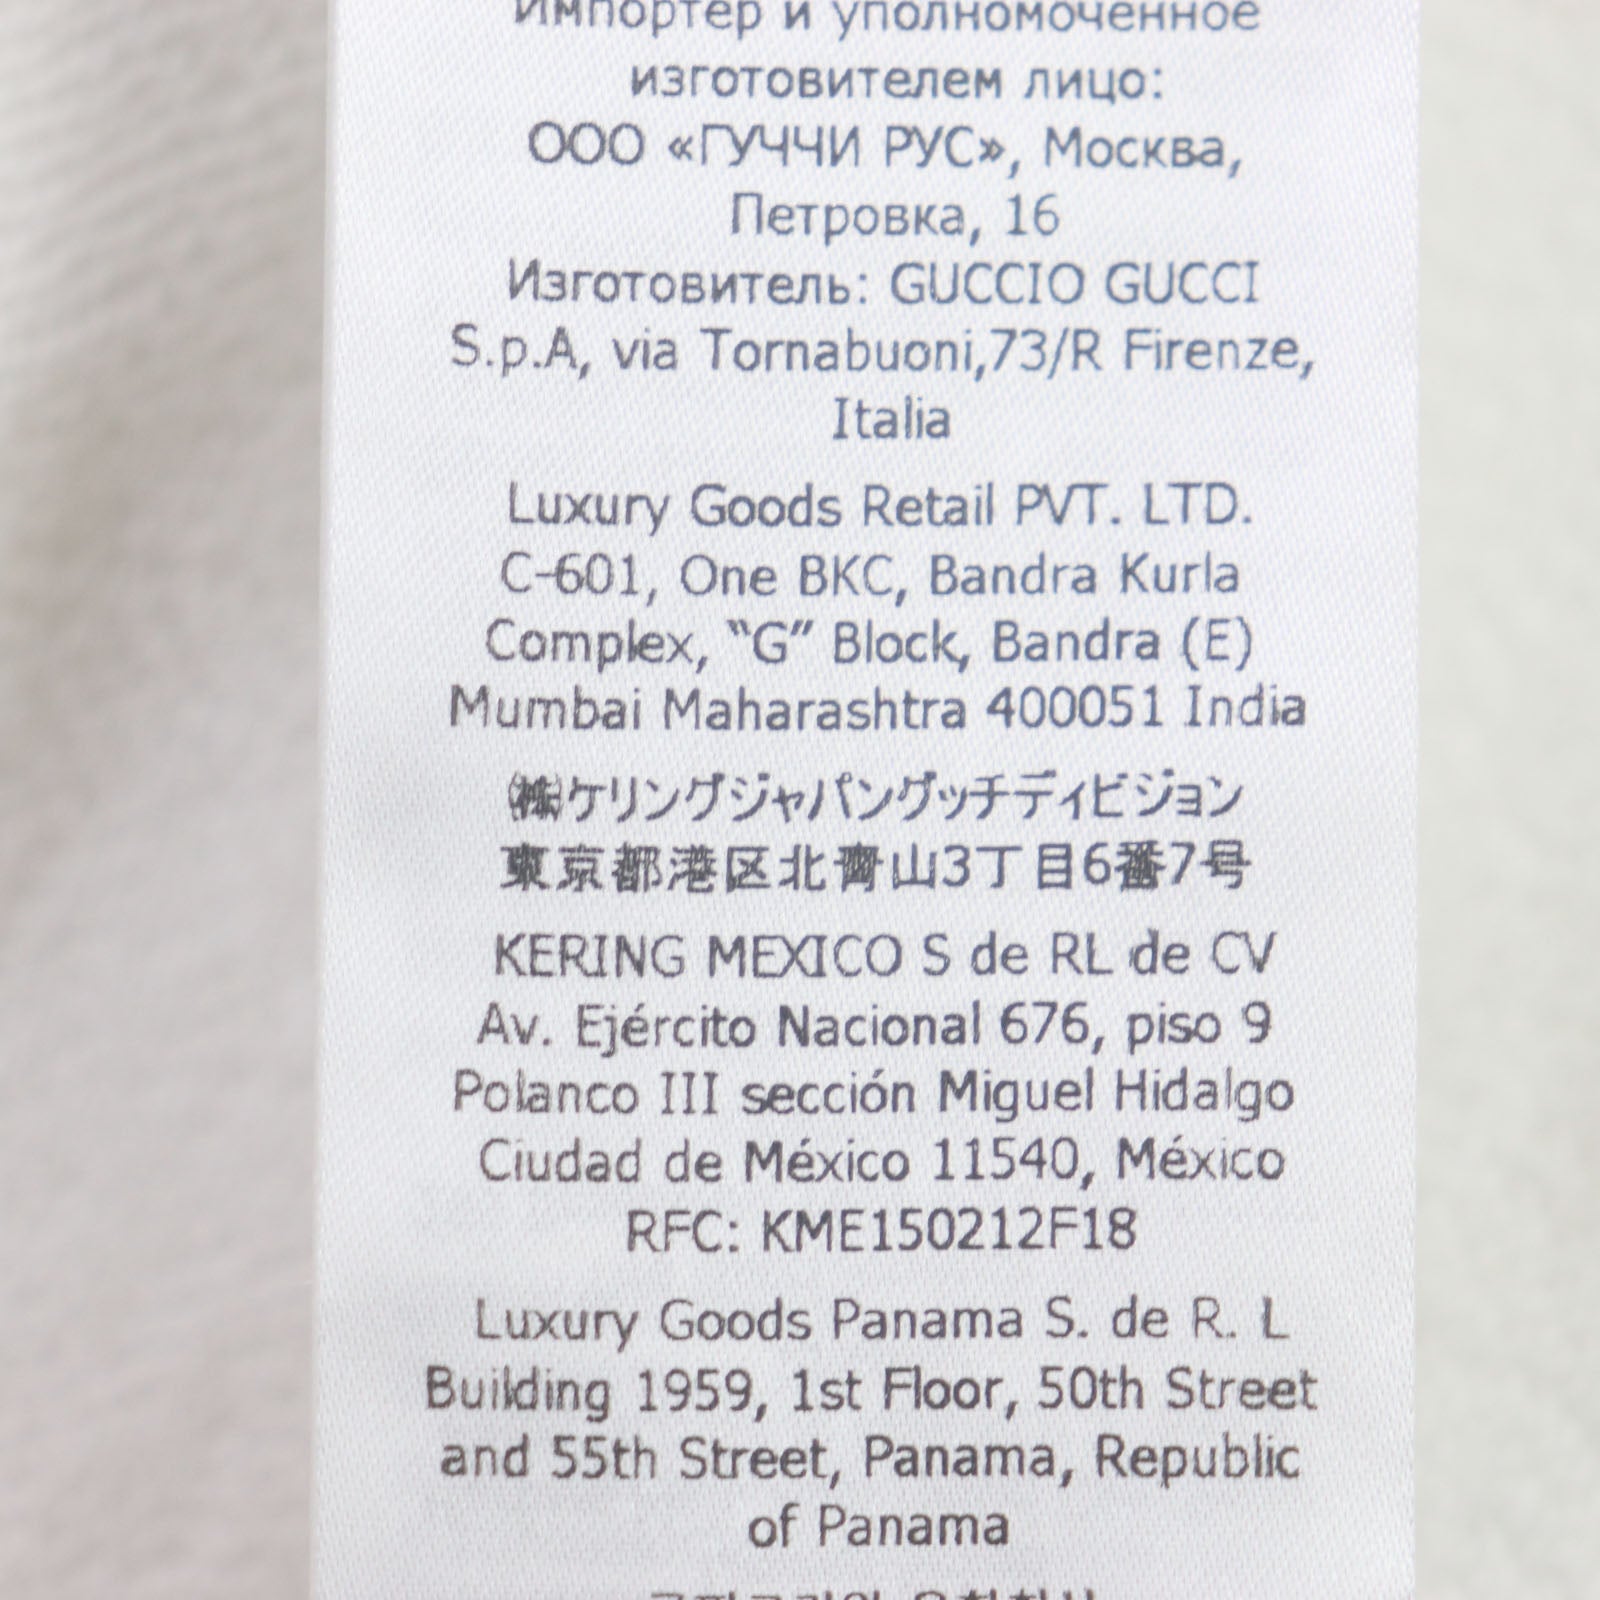 Импортер и уполномоченное
изготовителем лицо:
ООО «ГУЧЧИ РУС», Москва,
Петровка, 16
Изготовитель: GUCCIO GUCCI
S.p.A, via Tornabuoni,73/R Firenze,
Italia
Luxury Goods Retail PVT. LTD.
C-601, One BKC, Bandra Kurla
Complex, “G” Block, Bandra (E)
Mumbai Maharashtra 400051 India
㈱ケリングジャパングッチディビジョン
東京都港区北青山3丁目6番7号
KERING MEXICO S de RL de CV
Av. Ejército Nacional 676, piso 9
Polanco III sección Miguel Hidalgo
Ciudad de México 11540, México
RFC: KME150212F18
Luxury Goods Panama S. de R. L
Building 1959, 1st Floor, 50th Street
and 55th Street, Panama, Republic
of Panama